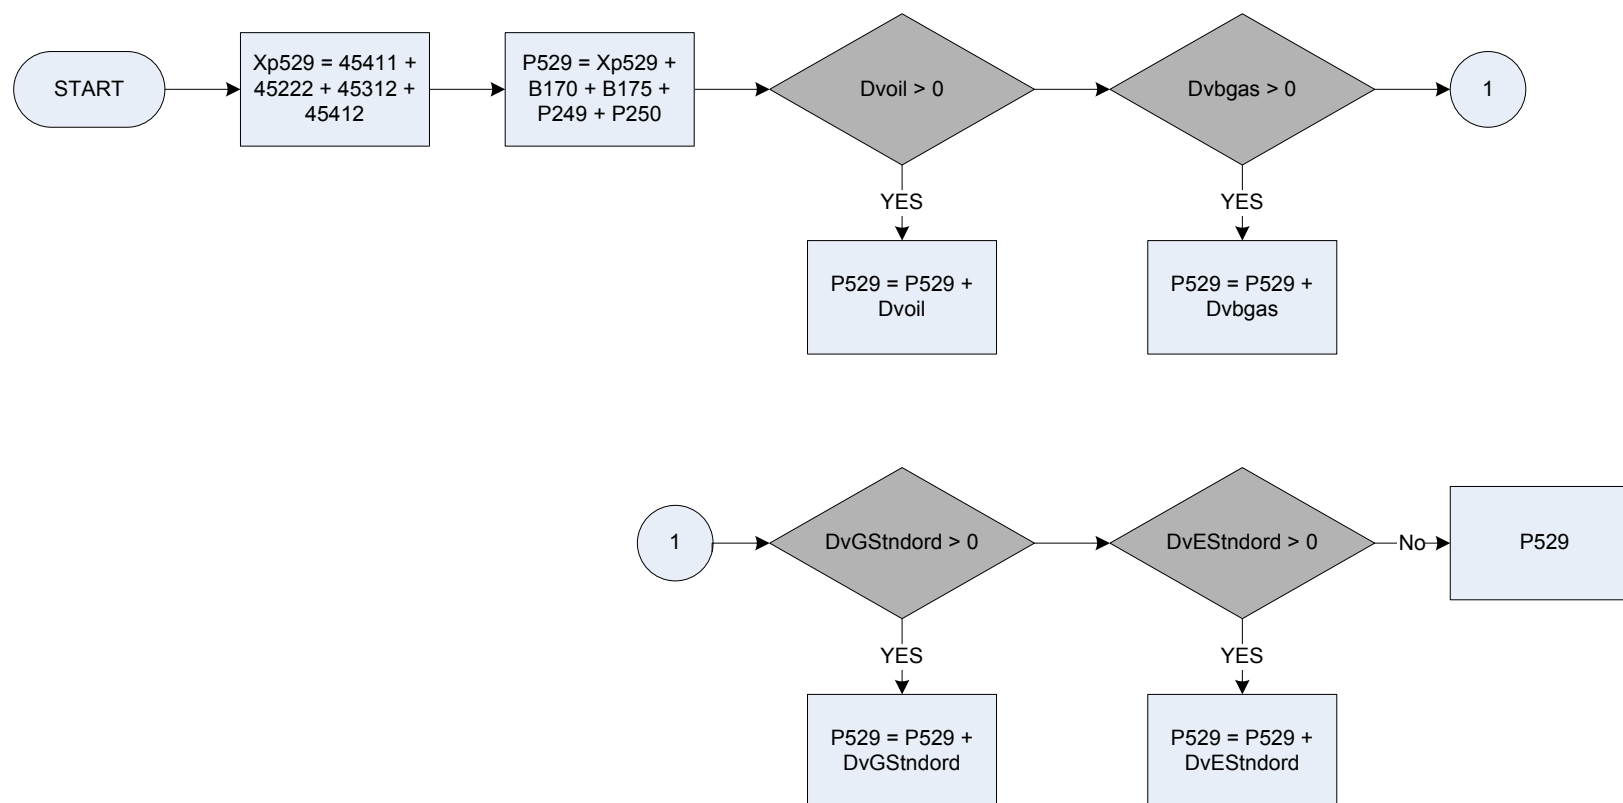 START
Xp529 = 45411 +
45222 + 45312 +
45412
P529 = Xp529 +
B170 + B175 +
P249 + P250
Dvoil > 0
Dvbgas > 0
1
YES
YES
P529 = P529 +
Dvoil
P529 = P529 +
Dvbgas
1
DvGStndord > 0
DvEStndord > 0
No
P529
YES
YES
P529 = P529 +
DvGStndord
P529 = P529 +
DvEStndord